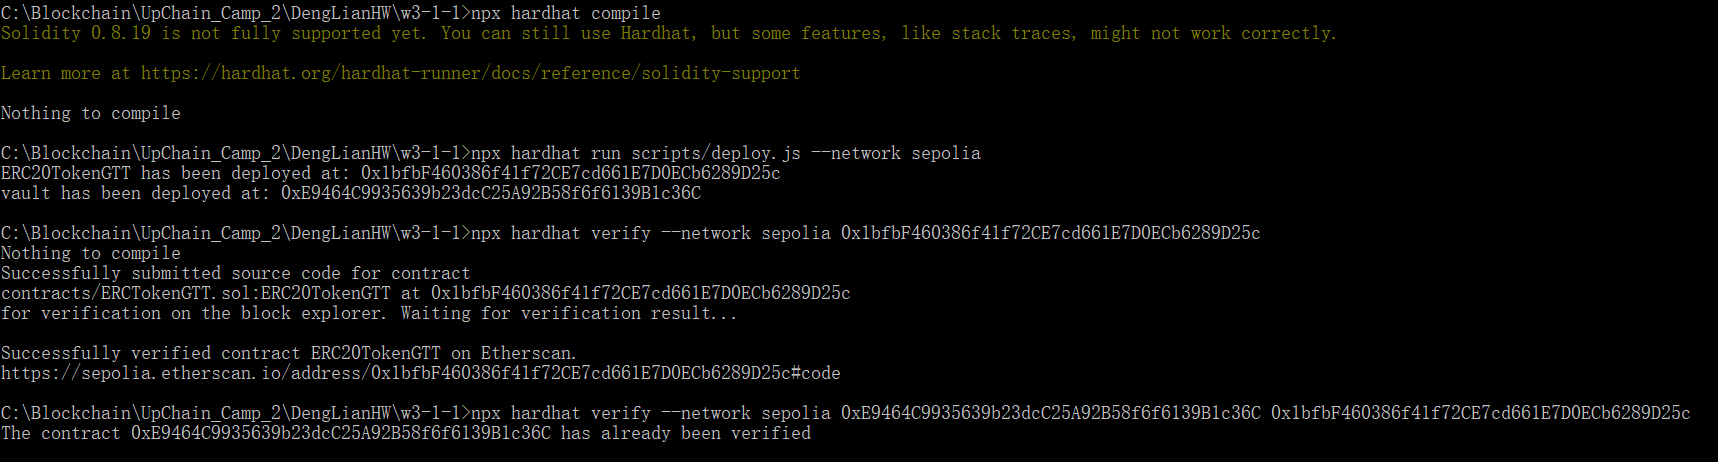 C:\Blockchain\UpChain_Camp_2\DengLianHW\w3-1-1>npx hardhat compile
Solidity 0.8.19 is not fully supported yet. You can still use Hardhat, but some features, like stack traces, might not work correctly.
Learn more at https://hardhat.org/hardhat-runner/docs/reference/solidity-support
Nothing to compile
C:\Blockchain\UpChain_Camp_2\DengLianHW\w3-1-1>npx hardhat run scripts/deploy.js --network sepolia
ERC20TokenGTT has been deployed at: 0x1bfbF460386f41f72CE7cd661E7D0ECb6289D25c
vault has been deployed at: 0xE9464C9935639b23dcC25A92B58f6f6139B1c36C
C:\Blockchain\UpChain_Camp_2\DengLianHW\w3-1-1>npx hardhat verify --network sepolia 0x1bfbF460386f41f72CE7cd661E7D0ECb6289D25c
Nothing to compile
Successfully submitted source code for contract
contracts/ERCTokenGTT.sol:ERC20TokenGTT at 0x1bfbF460386f41f72CE7cd661E7D0ECb6289D25c
for verification on the block explorer. Waiting for verification result...
Successfully verified contract ERC20TokenGTT on Etherscan.
https://sepolia.etherscan.io/address/0x1bfbF460386f41f72CE7cd661E7D0ECb6289D25c#code
C:\Blockchain\UpChain_Camp_2\DengLianHW\w3-1-1>npx hardhat verify --network sepolia 0xE9464C9935639b23dcC25A92B58f6f6139B1c36C 0x1bfbF460386f41f72CE7cd661E7D0ECb6289D25c
The contract 0xE9464C9935639b23dcC25A92B58f6f6139B1c36C has already been verified